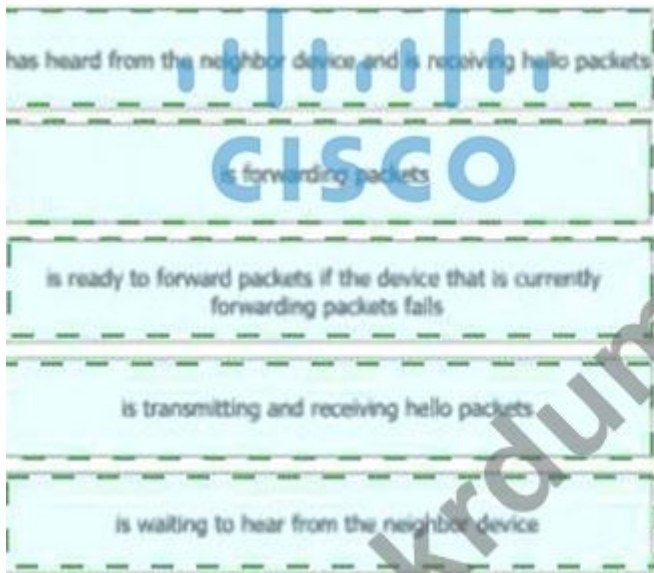 has heard from the neighbor device and is receiving hello packets
CISCO
is forwarding packets
is ready to forward packets if the device that is currently
forwarding packets fails
is transmitting and receiving hello packets
is waiting to hear from the neighbor device
krdum